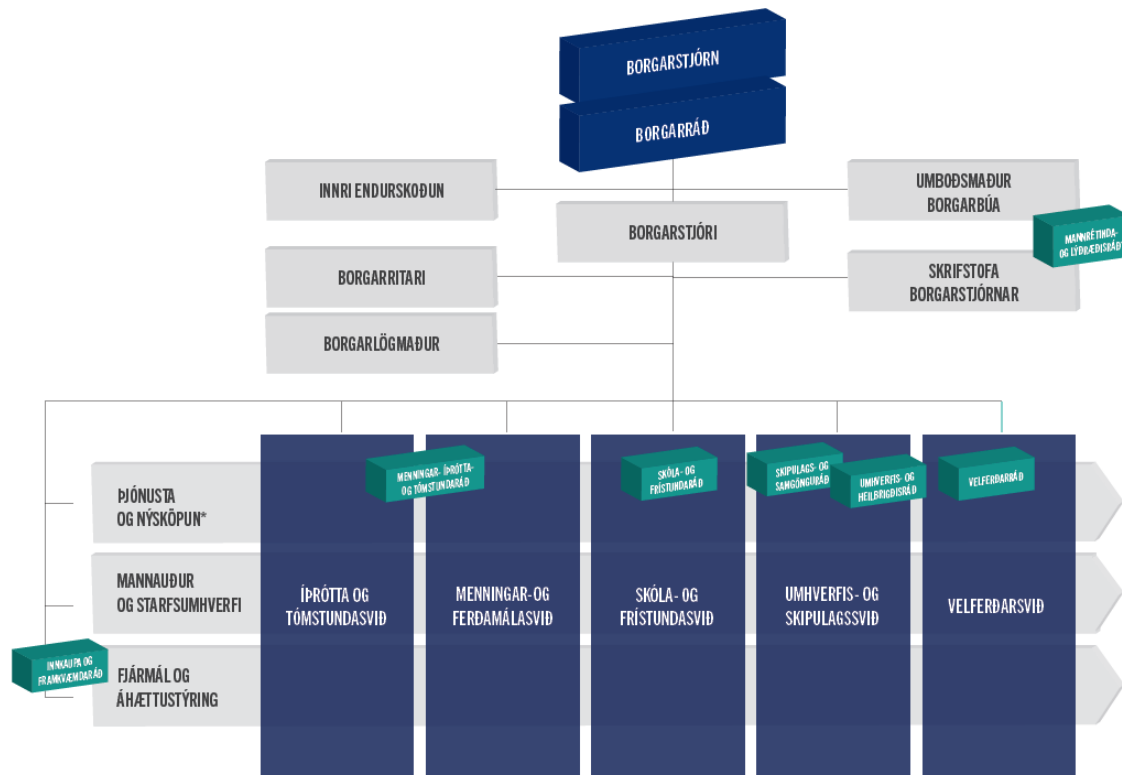 BORGARSTJÓRN
BORGARRÁÐ
INNRI ENDURSKOÐUN
UMBOÐSMAÐUR
BORGARBÚA
BORGARSTJÓRI
MANNRÉTINDA-
OG LÝÐRÆÐISRÁÐ
BORGARRITARI
SKRIFSTOFA
BORGARSTJÓRNAR
BORGARLÖGMAÐUR
MENNINGAR- ÍÞRÓTTA-
OG TÓMSTUNDARÁÐ
SKÓLA- OG
FRÍSTUNDARÁÐ
SKIPULAGS- OG
SAMGÖNGURÁÐ
UMHVERFIS- OG
HEILBRIGÐISRÁÐ
VELFERÐARRÁÐ
ÞJÓNUSTA
OG NÝSKÖPUN*
MANNAUÐUR
OG STARFSUMHVERFI
ÍÞRÓTTA OG
TÓMSTUNDASVIÐ
MENNINGAR-OG
FERÐAMÁLASVIÐ
SKÓLA- OG
FRÍSTUNDASVIÐ
UMHVERFIS- OG
SKIPULAGSSVIÐ
VELFERÐARSVIÐ
INNKAUPA OG
FRAMKVÆMDARÁÐ
FJÁRMÁL OG
ÁHÆTTUSTÝRING